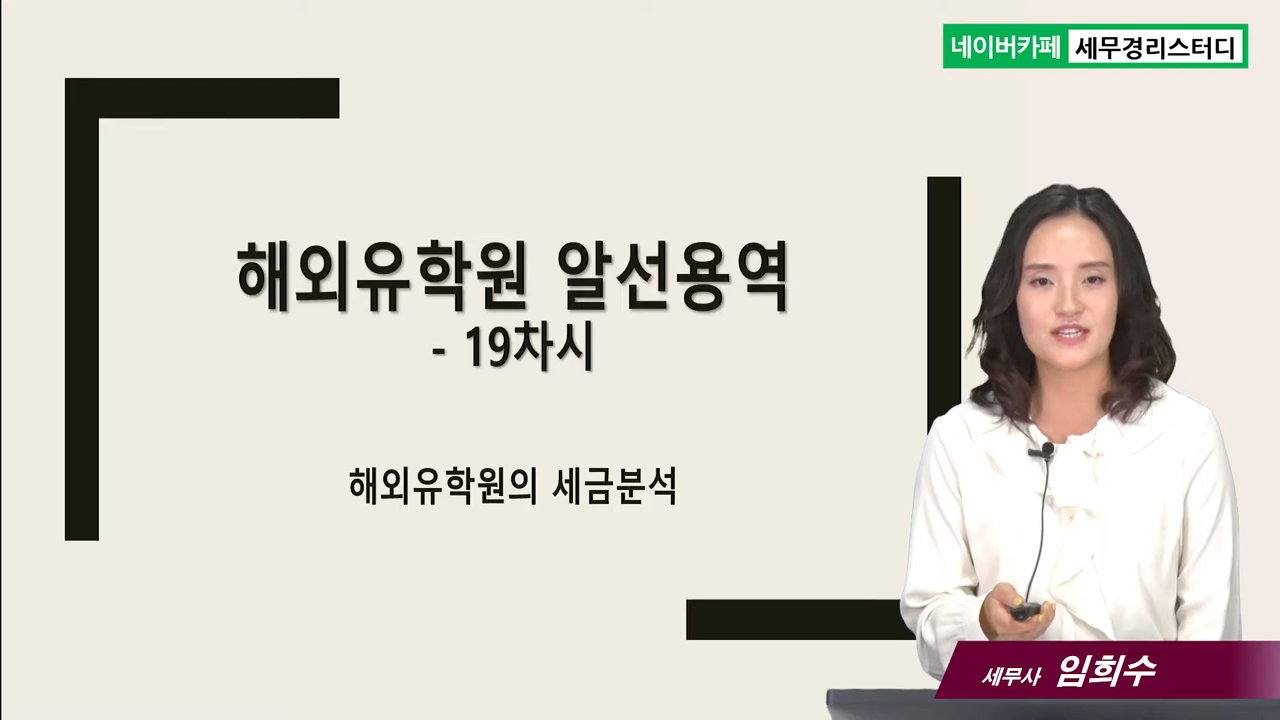 네이버카페 세무경리스터디
해외유학원 알선용역
- 19차시
해외유학원의 세금분석
세무사 임희수